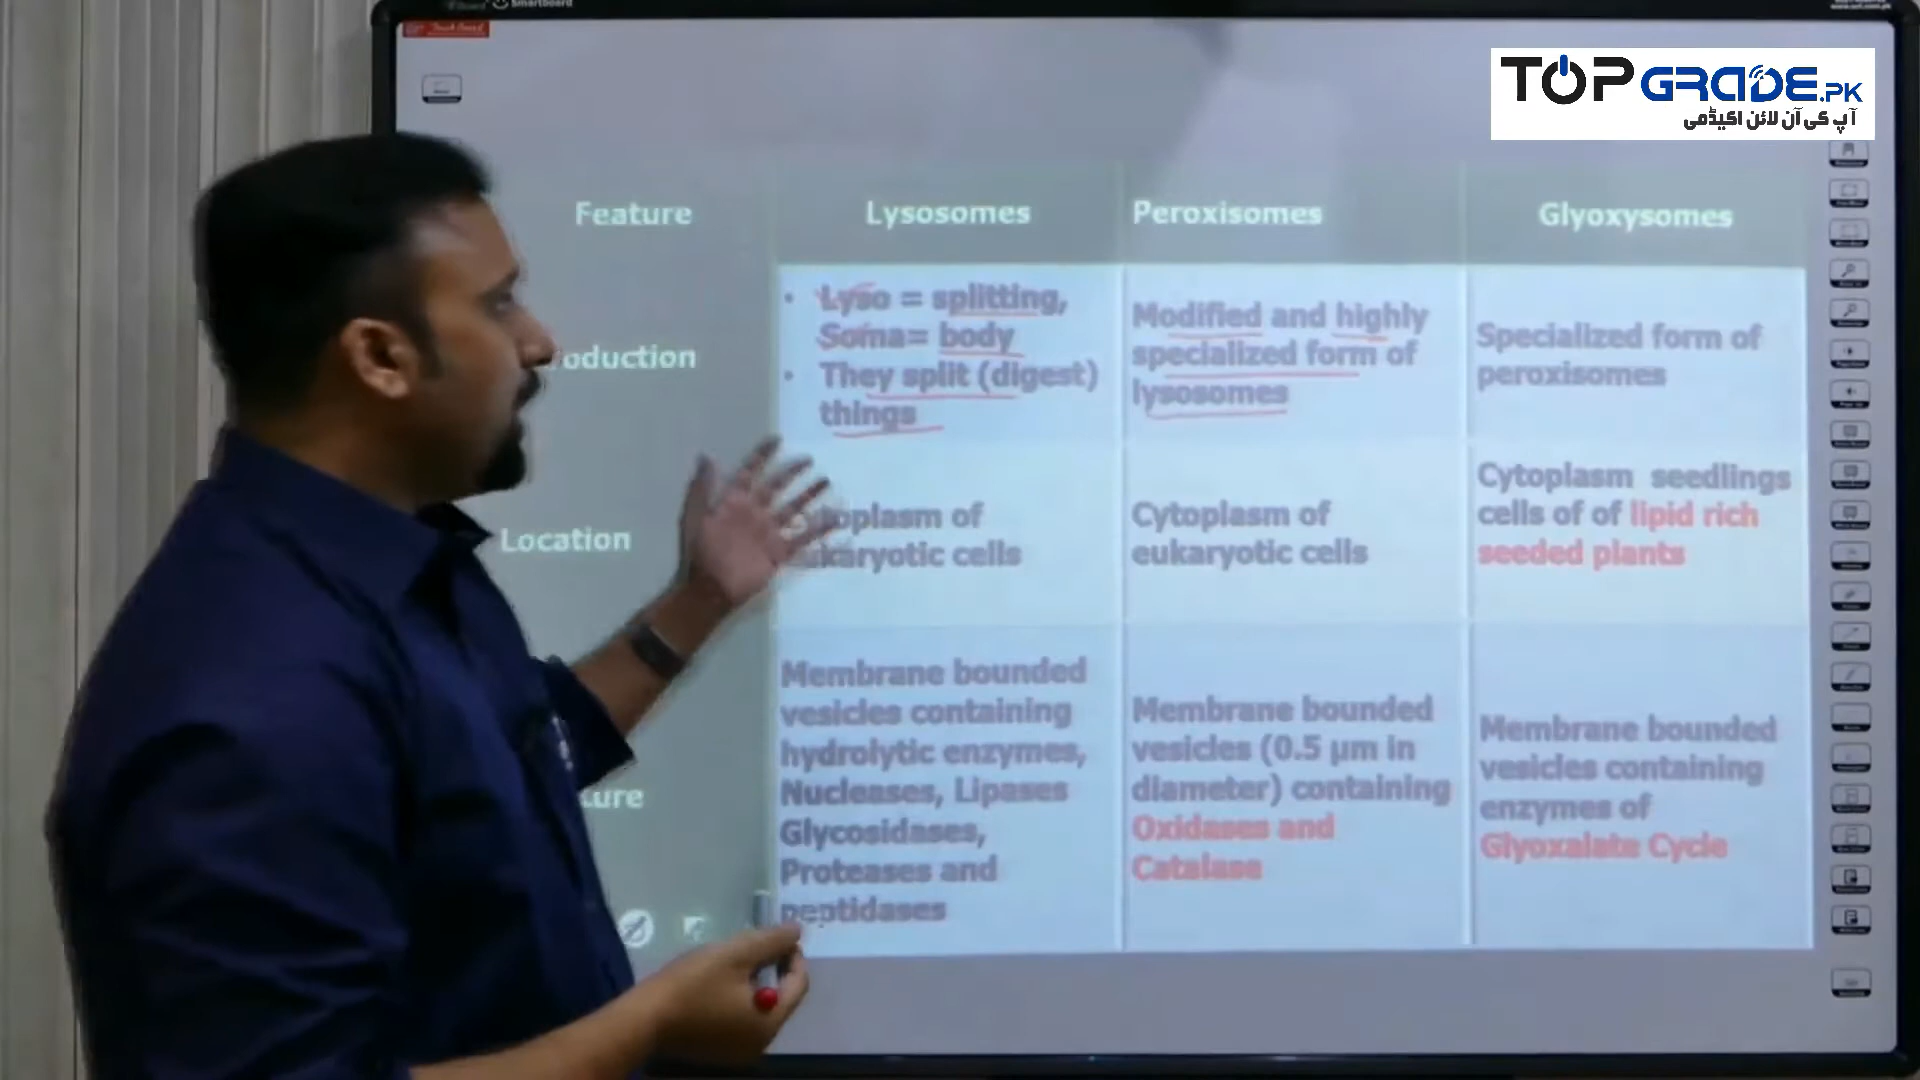 Smartboard
TOPGRADE.PK
آپ کی آن لائن اکیڈمی
Feature
Lysosomes
Peroxisomes
Glyoxysomes
oduction
• Lyso = splitting,
Soma= body
• They split (digest)
things
Modified and highly
specialized form of
lysosomes
Specialized form of
peroxisomes
Location
toplasm of
ukaryotic cells
Cytoplasm of
eukaryotic cells
Cytoplasm seedlings
cells of of lipid rich
seeded plants
ture
Membrane bounded
vesicles containing
hydrolytic enzymes,
Nucleases, Lipases
Glycosidases,
Proteases and
peptidases
Membrane bounded
vesicles (0.5 µm in
diameter) containing
Oxidases and
Catalase
Membrane bounded
vesicles containing
enzymes of
Glyoxalate Cycle